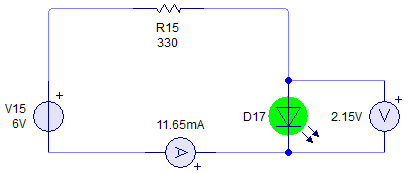 R15
330
V15
6V
+
11.65mA
A
+
D17
2.15V
V
+